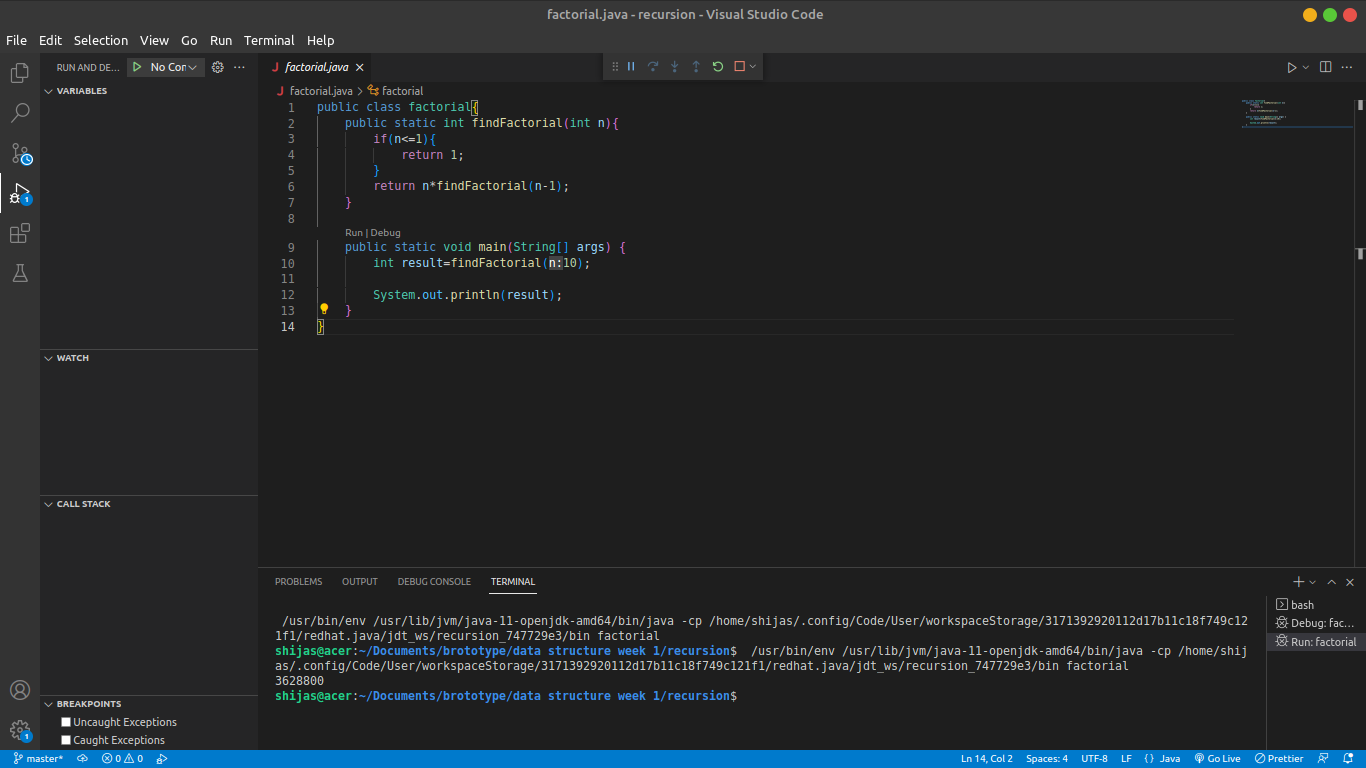 factorial.java - recursion - Visual Studio Code
File Edit Selection View Go Run Terminal Help
RUN AND DE... No Con
VARIABLES
WATCH
CALL STACK
BREAKPOINTS
Uncaught Exceptions
Caught Exceptions
factorial.java
factorial.java > factorial
1 public class factorial{
2 public static int findFactorial(int n){
3 if(n<=1){
4 return 1;
5 }
6 return n*findFactorial(n-1);
7 }
8
Run | Debug
9 public static void main(String[] args) {
10 int result=findFactorial(n:10);
11
12 System.out.println(result);
13 }
14 }
PROBLEMS OUTPUT DEBUG CONSOLE TERMINAL
/usr/bin/env /usr/lib/jvm/java-11-openjdk-amd64/bin/java -cp /home/shijas/.config/Code/User/workspaceStorage/3171392920112d17b11c18f749c12
1f1/redhat.java/jdt_ws/recursion_747729e3/bin factorial
shijas@acer:~/Documents/brototype/data structure week 1/recursion$ /usr/bin/env /usr/lib/jvm/java-11-openjdk-amd64/bin/java -cp /home/shij
as/.config/Code/User/workspaceStorage/3171392920112d17b11c18f749c121f1/redhat.java/jdt_ws/recursion_747729e3/bin factorial
3628800
shijas@acer:~/Documents/brototype/data structure week 1/recursion$
bash
Debug: fac...
Run: factorial
master* 0 0 Ln 14, Col 2 Spaces: 4 UTF-8 LF {} Java Go Live Prettier